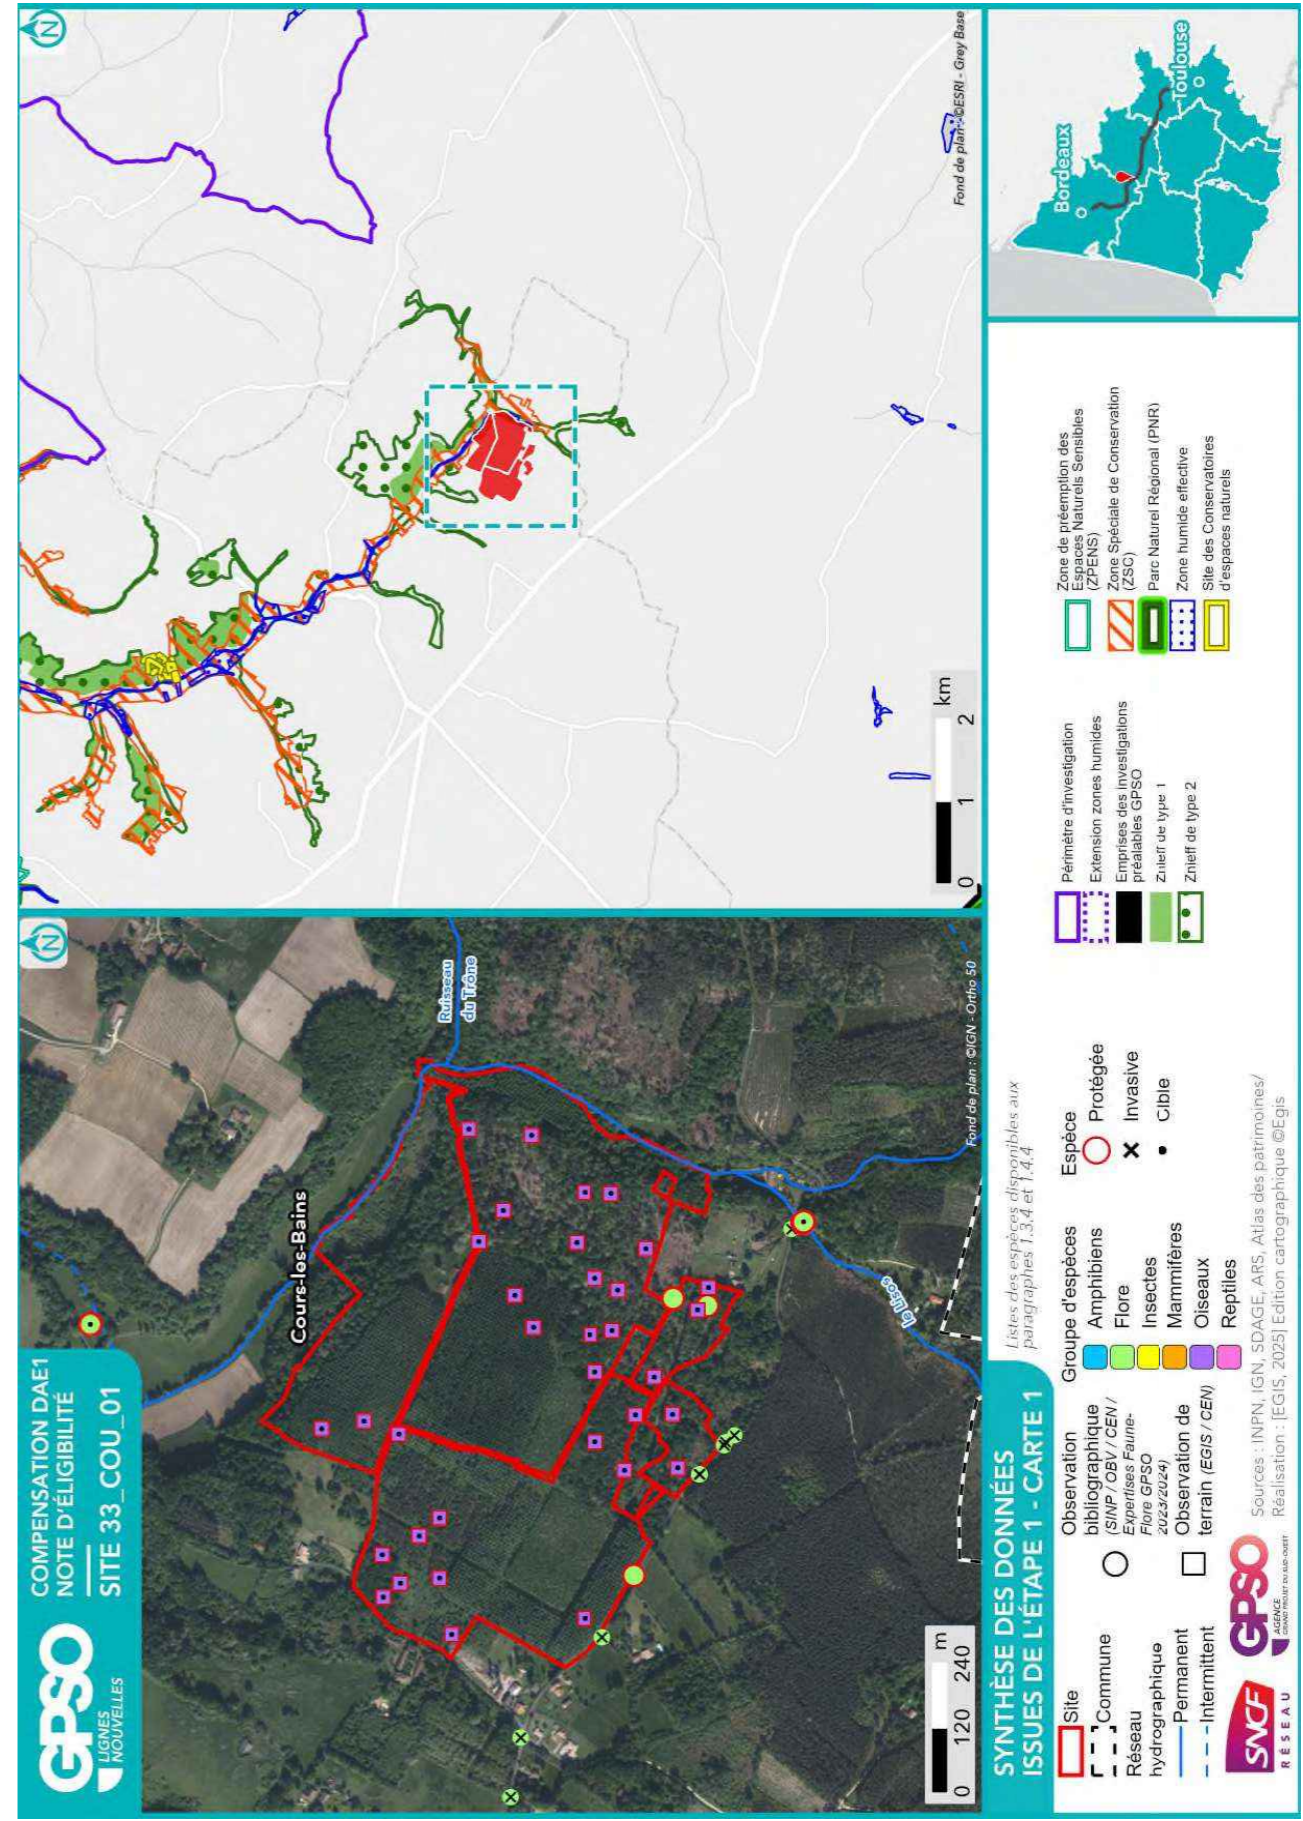 GPSO
LIGNES
NOUVELLES
COMPENSATION DAE1
NOTE D'ÉLIGIBILITÉ
SITE 33_COU_01
N
Cours-les-Bains
Ruisseau
du Trône
la Lisos
Fond de plan : ©IGN - Ortho 50
0 120 240 m
N
Fond de plan : ©ESRI - Grey Base
0 1 2 km
SYNTHÈSE DES DONNÉES
ISSUES DE L'ÉTAPE 1 - CARTE 1
Listes des espèces disponibles aux
paragraphes 1.3.4 et 1.4.4
Site
Commune
Réseau
hydrographique
Permanent
Intermittent
Observation
bibliographique
(SINP / OBV / CEN /
Expertises Faune-
Flore GPSO
2023/2024)
Observation de
terrain (EGIS / CEN)
Groupe d'espèces
Amphibiens
Flore
Insectes
Mammifères
Oiseaux
Reptiles
Espèce
Protégée
Invasive
Cible
Périmètre d'investigation
Extension zones humides
Emprises des investigations
préalables GPSO
Znieff de type 1
Znieff de type 2
Zone de préemption des
Espaces Naturels Sensibles
(ZPENS)
Zone Spéciale de Conservation
(ZSC)
Parc Naturel Régional (PNR)
Zone humide effective
Site des Conservatoires
d'espaces naturels
SNCF
RÉSEAU
GPSO
AGENCE
GRAND PROJET DU SUD-OUEST
Sources : INPN, IGN, SDAGE, ARS, Atlas des patrimoines/
Réalisation : [EGIS, 2025] Edition cartographique ©Egis
Bordeaux
Toulouse